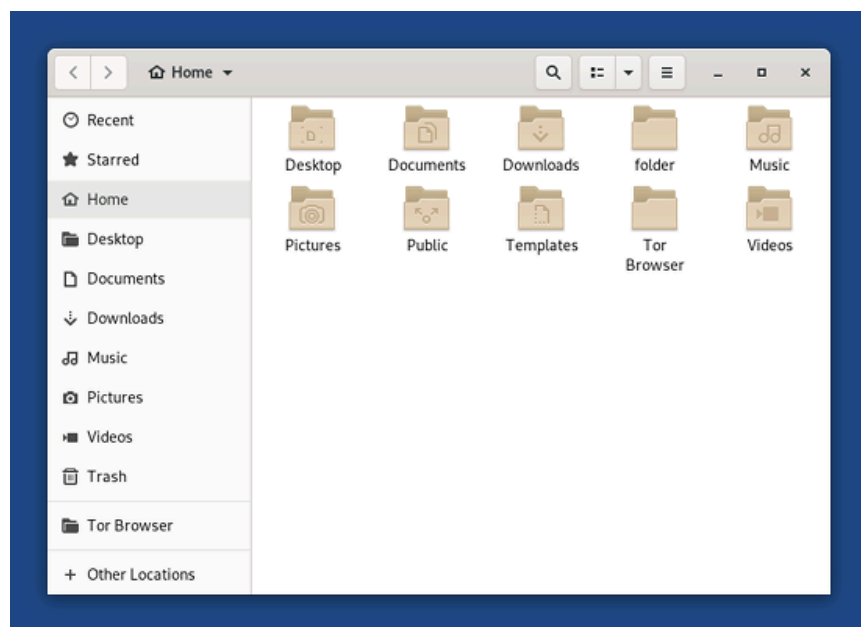 Home
Recent
Starred
Home
Desktop
Documents
Downloads
Music
Pictures
Videos
Trash
Tor Browser
Other Locations
Desktop Documents Downloads folder Music
Pictures Public Templates Tor Videos
Browser